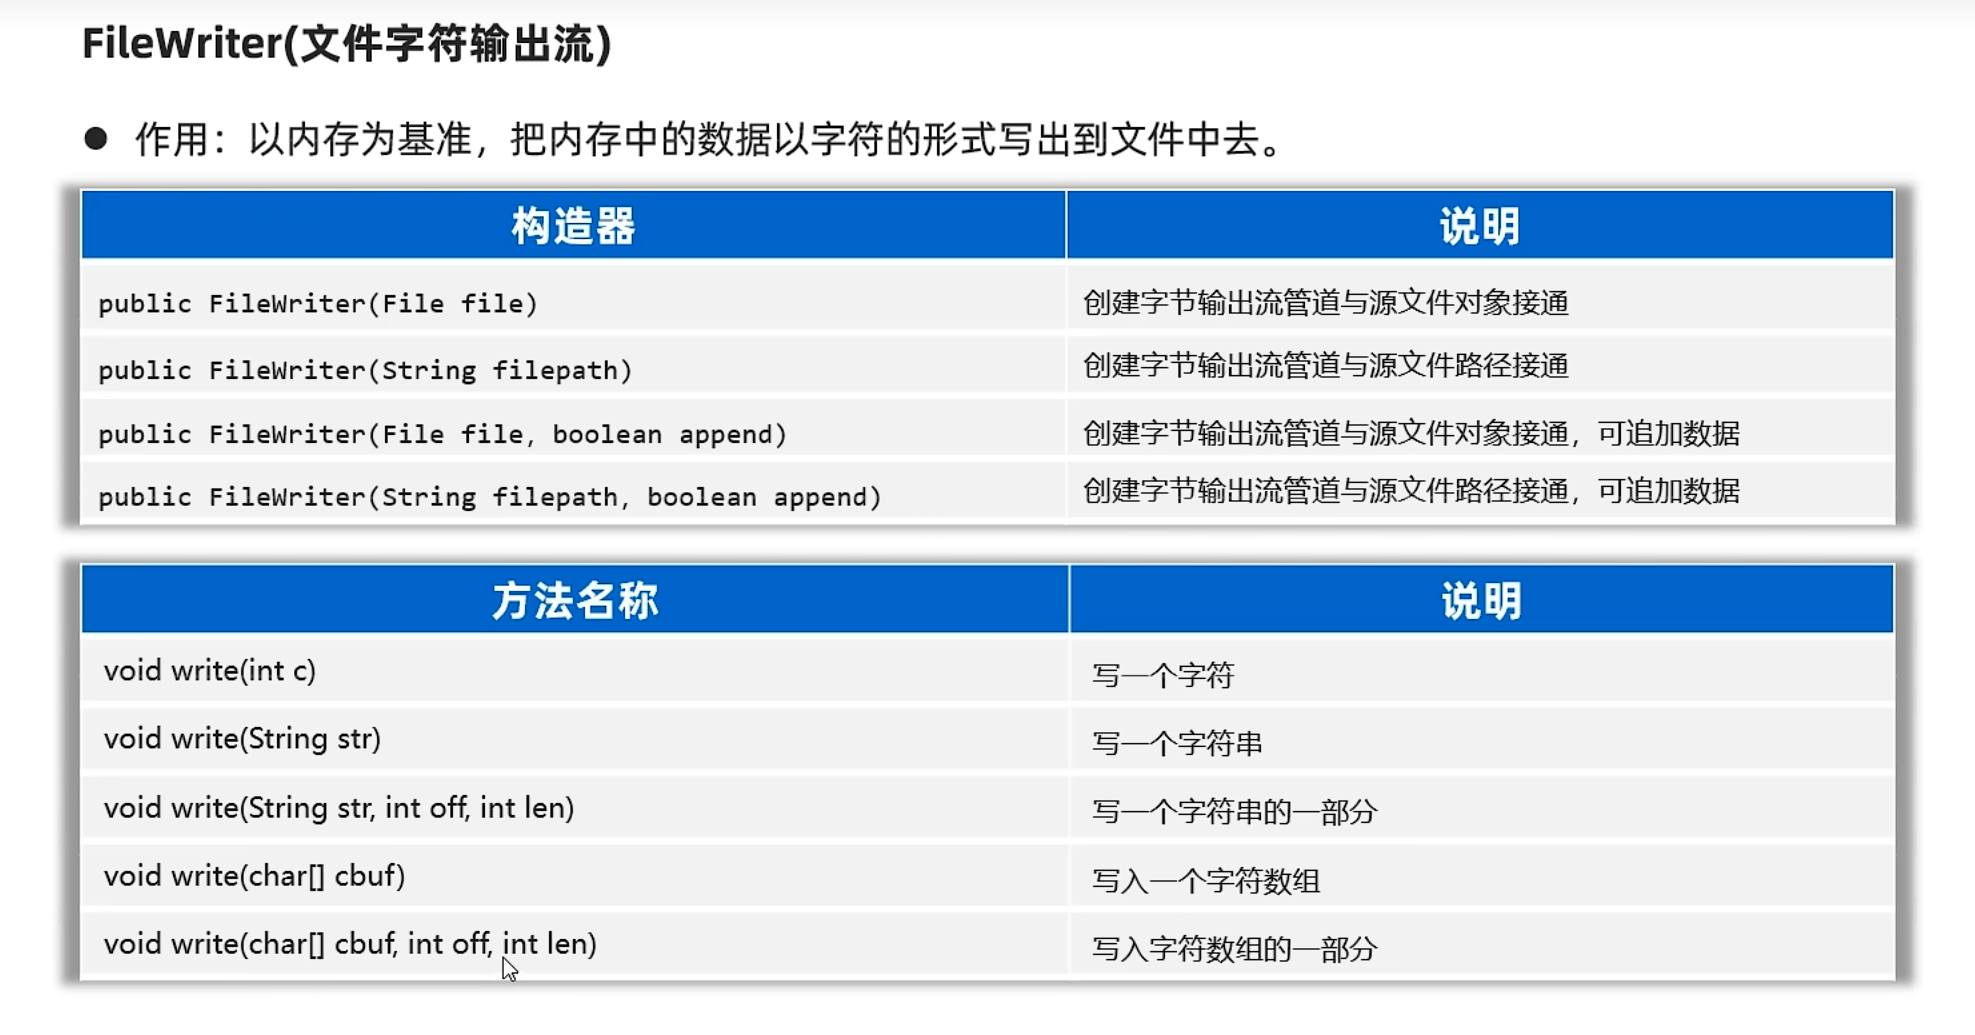 FileWriter(文件字符输出流)
● 作用：以内存为基准，把内存中的数据以字符的形式写出到文件中去。
构造器 说明
public FileWriter(File file) 创建字节输出流管道与源文件对象接通
public FileWriter(String filepath) 创建字节输出流管道与源文件路径接通
public FileWriter(File file, boolean append) 创建字节输出流管道与源文件对象接通，可追加数据
public FileWriter(String filepath, boolean append) 创建字节输出流管道与源文件路径接通，可追加数据
方法名称 说明
void write(int c) 写一个字符
void write(String str) 写一个字符串
void write(String str, int off, int len) 写一个字符串的一部分
void write(char[] cbuf) 写入一个字符数组
void write(char[] cbuf, int off, int len) 写入字符数组的一部分